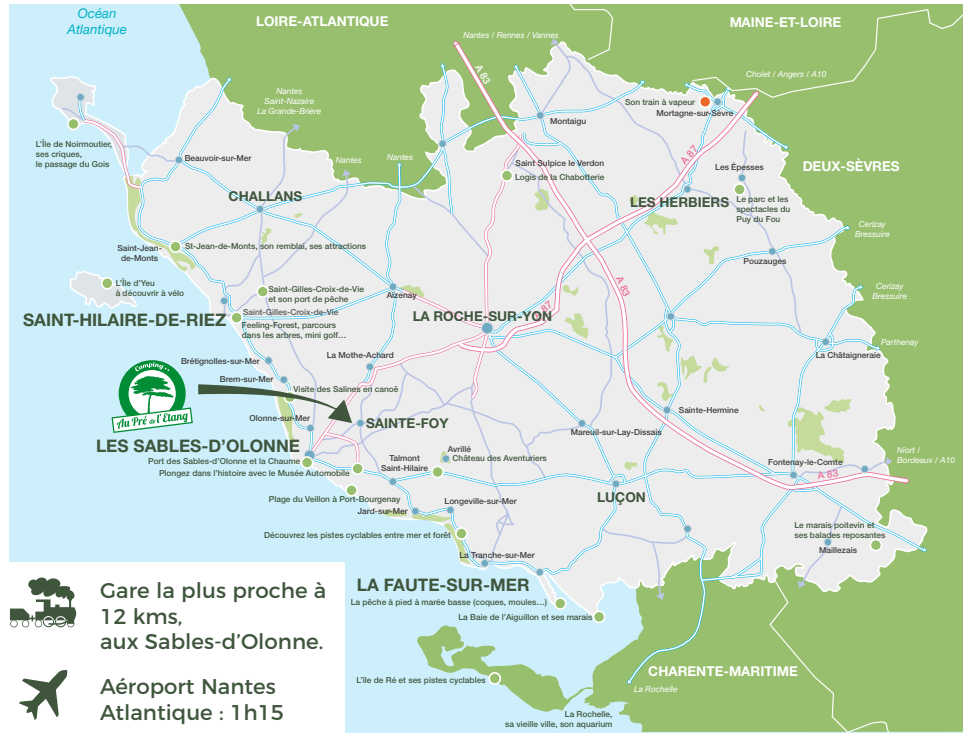 Océan
Atlantique
LOIRE-ATLANTIQUE
MAINE-ET-LOIRE
Nantes / Rennes / Vannes
A 83
Cholet / Angers / A10
Nantes
Saint-Nazaire
La Grande-Brière
Son train à vapeur
Mortagne-sur-Sèvre
Montaigu
L'Île de Noirmoutier,
ses criques,
le passage du Gois
Beauvoir-sur-Mer
Nantes
Nantes
Saint Sulpice le Verdon
Logis de la Chabotterie
A 87
Les Épesses
DEUX-SÈVRES
CHALLANS
LES HERBIERS
Le parc et les
spectacles du
Puy du Fou
Cerizay
Bressuire
Saint-Jean-
de-Monts
St-Jean-de-Monts, son remblai, ses attractions
Pouzauges
L'Île d'Yeu
à découvrir à vélo
Saint-Gilles-Croix-de-Vie
et son port de pêche
Aizenay
A 83
Cerizay
Bressuire
SAINT-HILAIRE-DE-RIEZ
Saint-Gilles-Croix-de-Vie
Feeling-Forest, parcours
dans les arbres, mini golf...
LA ROCHE-SUR-YON
87
Parthenay
La Châtaigneraie
Brétignolles-sur-Mer
La Mothe-Achard
Camping
Au Pré de l'Etang
Brem-sur-Mer
Visite des Salines en canoë
Olonne-sur-Mer
SAINTE-FOY
Sainte-Hermine
Mareuil-sur-Lay-Dissais
LES SABLES-D'OLONNE
Port des Sables-d'Olonne et la Chaume
Plongez dans l'histoire avec le Musée Automobile
Talmont
Saint-Hilaire
Avrillé
Château des Aventuriers
Fontenay-le-Comte
Niort /
Bordeaux / A10
A 83
LUÇON
Plage du Veillon à Port-Bourgenay
Jard-sur-Mer
Longeville-sur-Mer
Découvrez les pistes cyclables entre mer et forêt
Le marais poitevin et
ses balades reposantes
Maillezais
La Tranche-sur-Mer
LA FAUTE-SUR-MER
La pêche à pied à marée basse (coques, moules...)
La Baie de l'Aiguillon et ses marais
Gare la plus proche à
12 kms,
aux Sables-d'Olonne.
Aéroport Nantes
Atlantique : 1h15
CHARENTE-MARITIME
L'île de Ré et ses pistes cyclables
La Rochelle
La Rochelle,
sa vieille ville, son aquarium